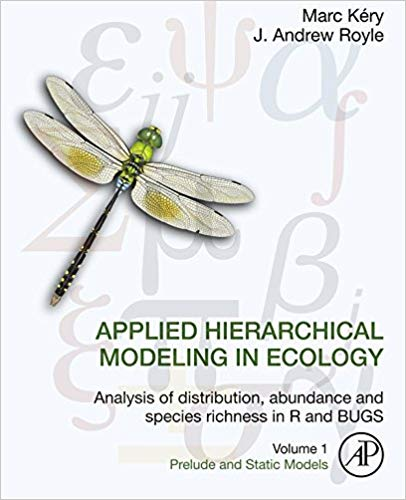 Marc Kéry
J. Andrew Royle
APPLIED HIERARCHICAL
MODELING IN ECOLOGY
Analysis of distribution, abundance and
species richness in R and BUGS
Volume 1
Prelude and Static Models
AP